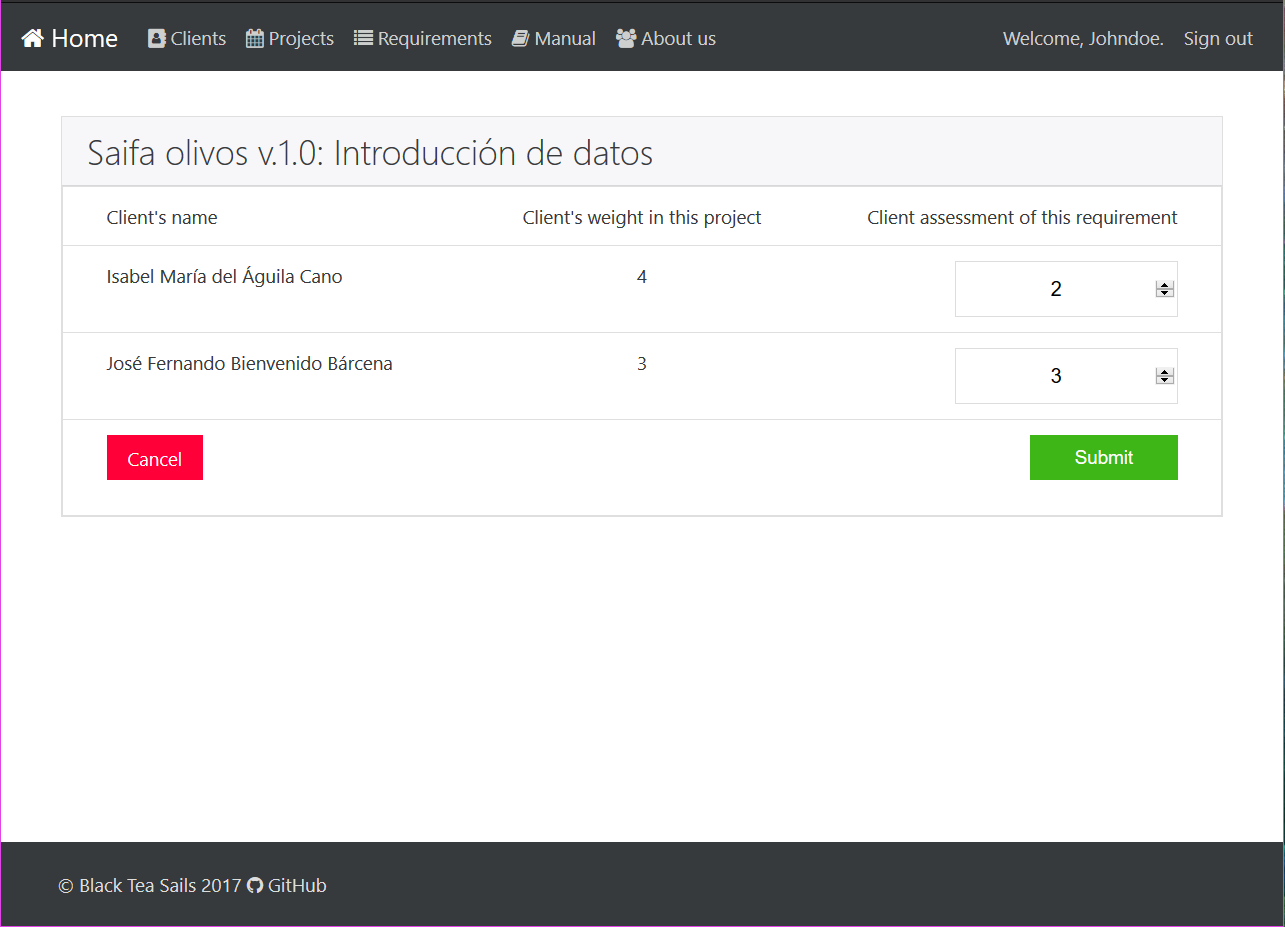 Home Clients Projects Requirements Manual About us Welcome, Johndoe. Sign out
Saifa olivos v.1.0: Introducción de datos
Client's name Client's weight in this project Client assessment of this requirement
Isabel María del Águila Cano 4 2
José Fernando Bienvenido Bárcena 3 3
Cancel Submit
© Black Tea Sails 2017 GitHub